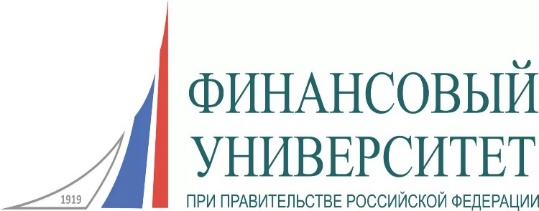 ФИНАНСОВЫЙ
УНИВЕРСИТЕТ
ПРИ ПРАВИТЕЛЬСТВЕ РОССИЙСКОЙ ФЕДЕРАЦИИ
1919